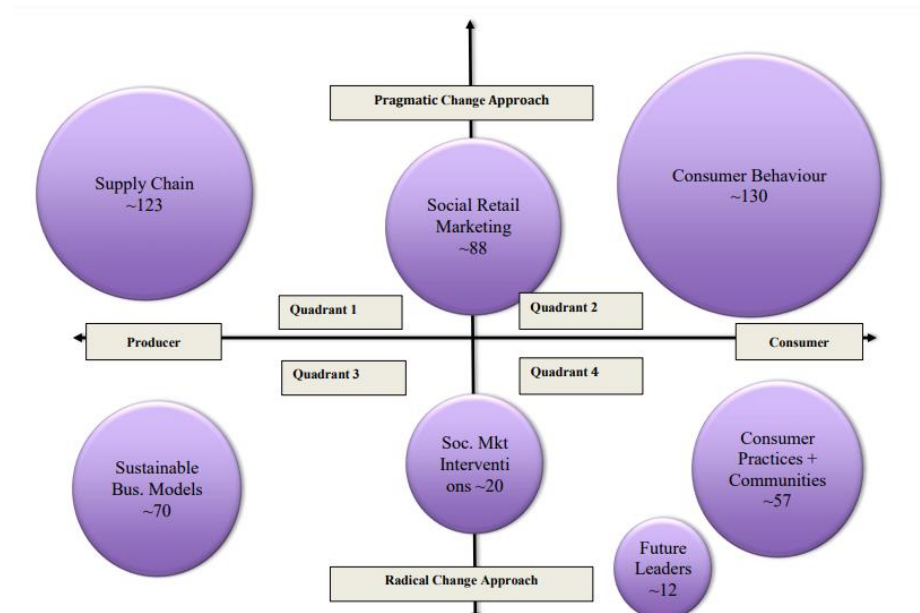 Pragmatic Change Approach
Supply Chain
~123
Social Retail
Marketing
~88
Consumer Behaviour
~130
Quadrant 1
Quadrant 2
Producer
Consumer
Quadrant 3
Quadrant 4
Sustainable
Bus. Models
~70
Soc. Mkt
Interventi
ons ~20
Consumer
Practices +
Communities
~57
Future
Leaders
~12
Radical Change Approach